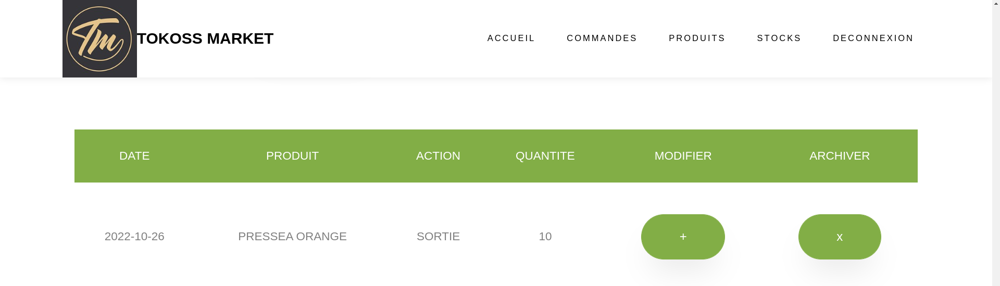 Tm
TOKOSS MARKET
ACCUEIL COMMANDES PRODUITS STOCKS DECONNEXION
DATE PRODUIT ACTION QUANTITE MODIFIER ARCHIVER
2022-10-26 PRESSEA ORANGE SORTIE 10 + x